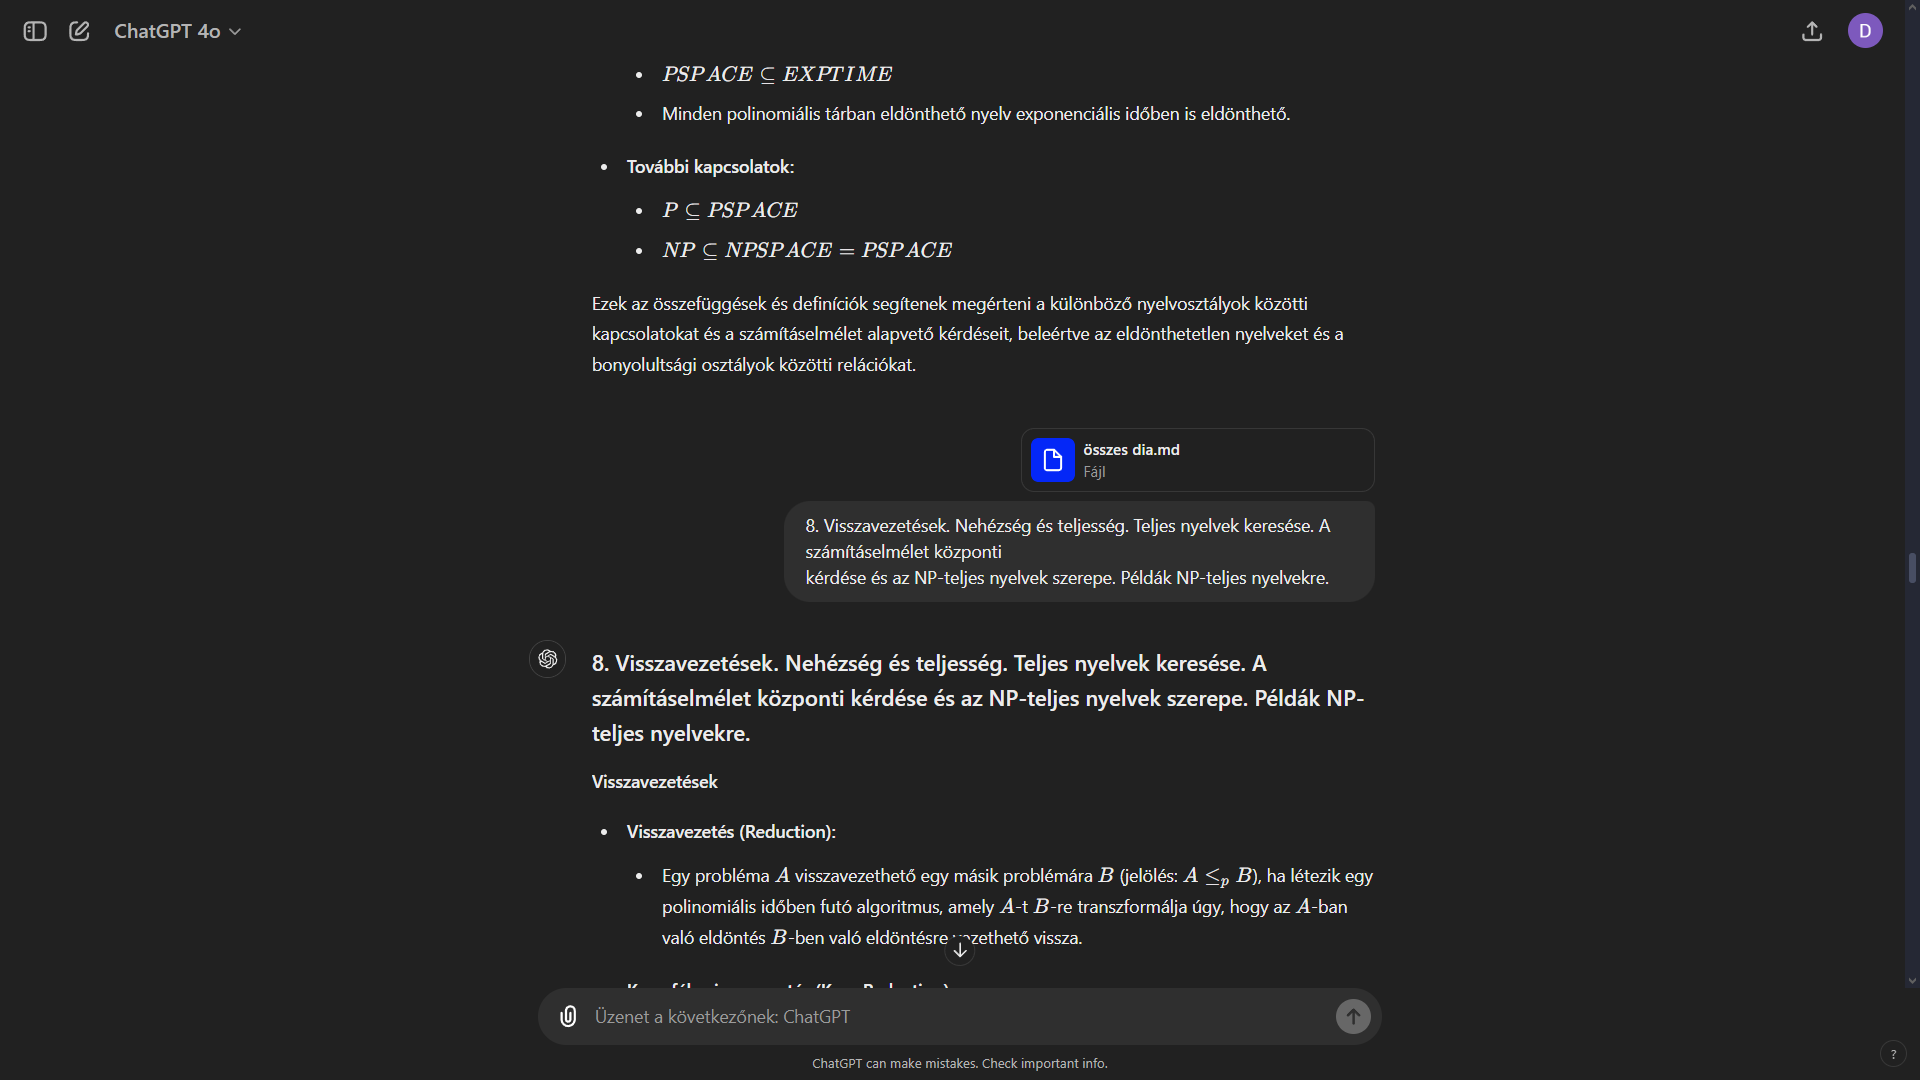 ChatGPT 4o
D
PSPACE ⊆ EXPTIME
Minden polinomiális tárban eldönthető nyelv exponenciális időben is eldönthető.
További kapcsolatok:
P ⊆ PSPACE
NP ⊆ NPSPACE = PSPACE
Ezek az összefüggések és definíciók segítenek megérteni a különböző nyelvosztályok közötti
kapcsolatokat és a számításelmélet alapvető kérdéseit, beleértve az eldönthetetlen nyelveket és a
bonyolultsági osztályok közötti relációkat.
összes dia.md
Fájl
8. Visszavezetések. Nehézség és teljesség. Teljes nyelvek keresése. A
számításelmélet központi
kérdése és az NP-teljes nyelvek szerepe. Példák NP-teljes nyelvekre.
8. Visszavezetések. Nehézség és teljesség. Teljes nyelvek keresése. A
számításelmélet központi kérdése és az NP-teljes nyelvek szerepe. Példák NP-
teljes nyelvekre.
Visszavezetések
Visszavezetés (Reduction):
Egy probléma A visszavezethető egy másik problémára B (jelölés: A ≤p B), ha létezik egy
polinomiális időben futó algoritmus, amely A-t B-re transzformálja úgy, hogy az A-ban
való eldöntés B-ben való eldöntésre vezethető vissza.
Üzenet a következőnek: ChatGPT
ChatGPT can make mistakes. Check important info.
?